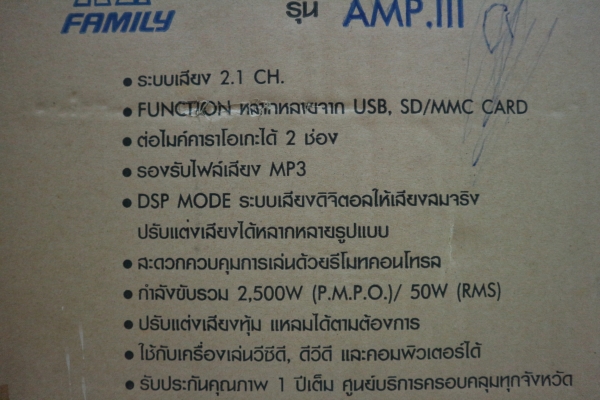 FAMILY รุ่น AMP.III
• ระบบเสียง 2.1 CH.
• FUNCTION หลากหลายจาก USB, SD/MMC CARD
• ต่อไมค์คาราโอเกะได้ 2 ช่อง
• รองรับไฟล์เสียง MP3
• DSP MODE ระบบเสียงดิจิตอลให้เสียงสมจริง
ปรับแต่งเสียงได้หลากหลายรูปแบบ
• สะดวกควบคุมการเล่นด้วยรีโมทคอนโทรล
• กำลังขับรวม 2,500W (P.M.P.O.)/ 50W (RMS)
• ปรับแต่งเสียงทุ้ม แหลมได้ตามต้องการ
• ใช้กับเครื่องเล่นวีซีดี, ดีวีดี และคอมพิวเตอร์ได้
• รับประกันคุณภาพ 1 ปีเต็ม ศูนย์บริการครอบคลุมทุกจังหวัด